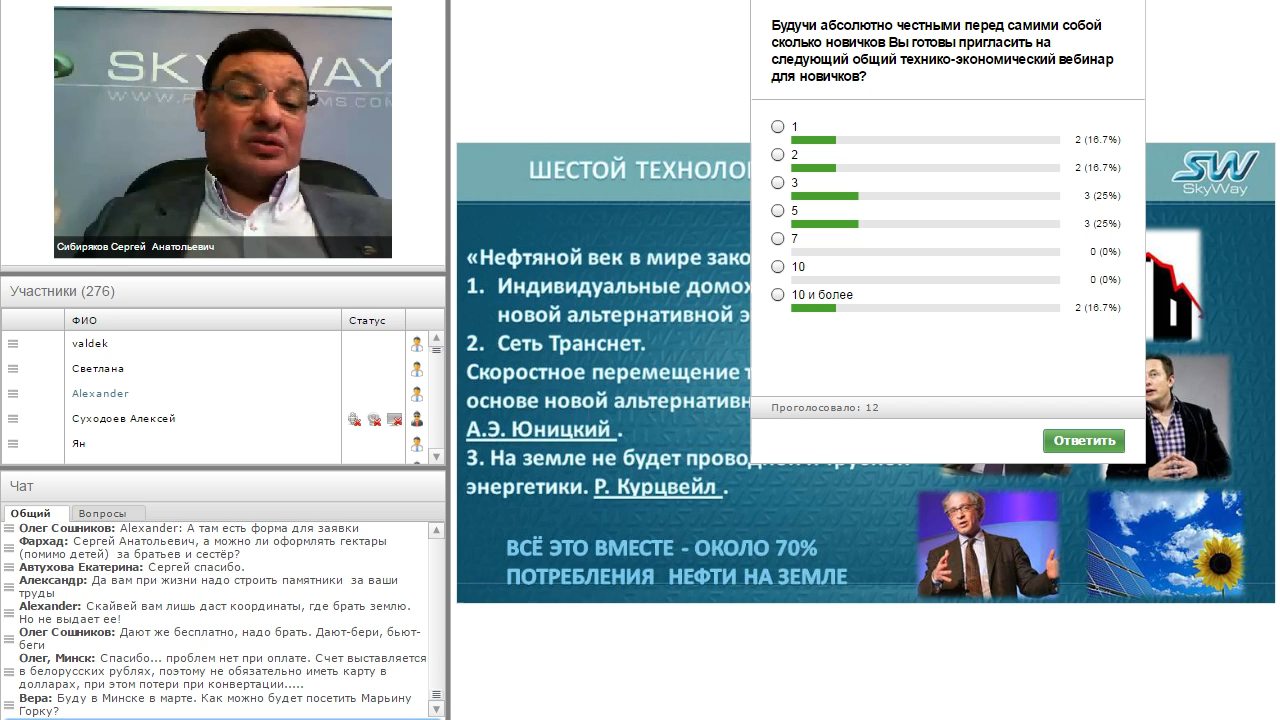 SKYWAY
Сибиряков Сергей Анатольевич
Участники (276)
ФИО
Статус
valdek
Светлана
Alexander
Суходоев Алексей
Ян
Чат
Общий
Вопросы
Олег Сошников: Alexander: А там есть форма для заявки
Фархад: Сергей Анатольевич, а можно ли оформлять гектары
(помимо детей) за братьев и сестёр?
Автухова Екатерина: Сергей спасибо.
Александр: Да вам при жизни надо строить памятники за ваши
труды
Alexander: Скайвей вам лишь даст координаты, где брать землю.
Но не выдает ее!
Олег Сошников: Дают же бесплатно, надо брать. Дают-бери, бьют-
беги
Олег, Минск: Спасибо... проблем нет при оплате. Счет выставляется
в белорусских рублях, поэтому не обязательно иметь карту в
долларах, при этом потери при конвертации.....
Вера: Буду в Минске в марте. Как можно будет посетить Марьину
Горку?
ШЕСТОЙ
SW
SkyWay
«Нефтяной век в мире
1. Индивидуальные
новой альтернативной
2. Сеть Транснет.
Скоростное перемещение
основе новой
А.Э. Юницкий .
3. На земле не будет
энергетики. Р. Курцвейл .
ВСЁ ЭТО ВМЕСТЕ - ОКОЛО 70%
ПОТРЕБЛЕНИЯ НЕФТИ НА ЗЕМЛЕ
Будучи абсолютно честными перед самими собой
сколько новичков Вы готовы пригласить на
следующий общий технико-экономический вебинар
для новичков?
1
2 (16.7%)
2
2 (16.7%)
3
3 (25%)
5
3 (25%)
7
0 (0%)
10
0 (0%)
10 и более
2 (16.7%)
Проголосовало: 12
Ответить